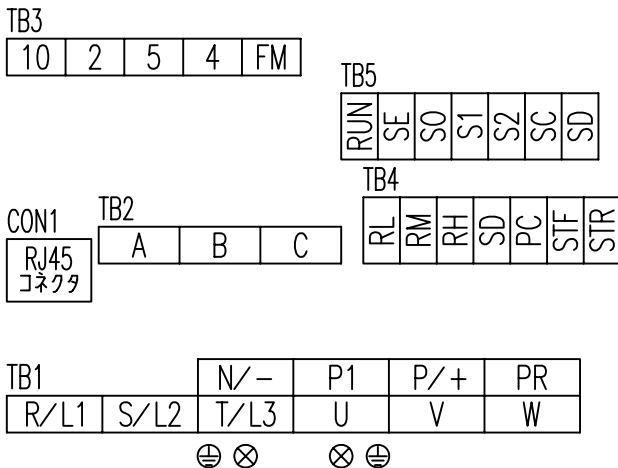 TB3
10 2 5 4 FM
TB5
RUN SE S0 S1 S2 SC SD
TB4
RL RM RH SD PC STF STR
TB2
A B C
CON1
RJ45
コネクタ
TB1
N/− P1 P/+ PR
R/L1 S/L2 T/L3 U V W